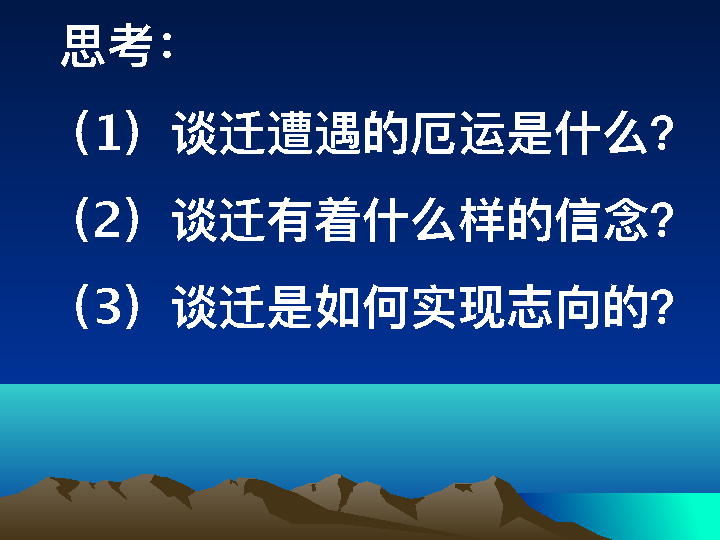 思考：
（1）谈迁遭遇的厄运是什么?
（2）谈迁有着什么样的信念?
（3）谈迁是如何实现志向的?